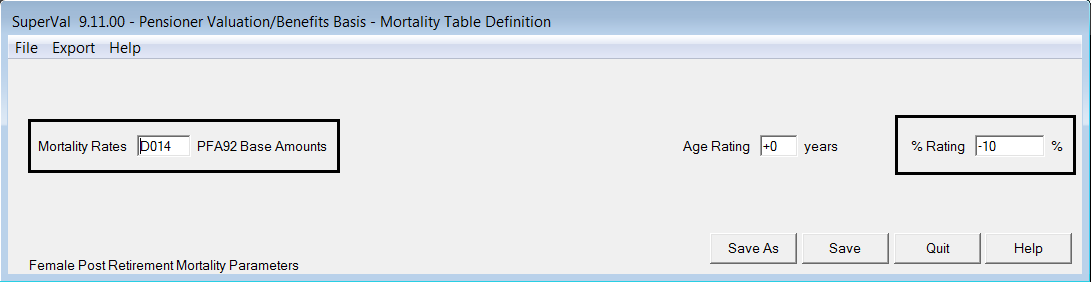 SuperVal 9.11.00 - Pensioner Valuation/Benefits Basis - Mortality Table Definition
File Export Help
Mortality Rates D014 PFA92 Base Amounts Age Rating +0 years % Rating -10 %
Save As Save Quit Help
Female Post Retirement Mortality Parameters